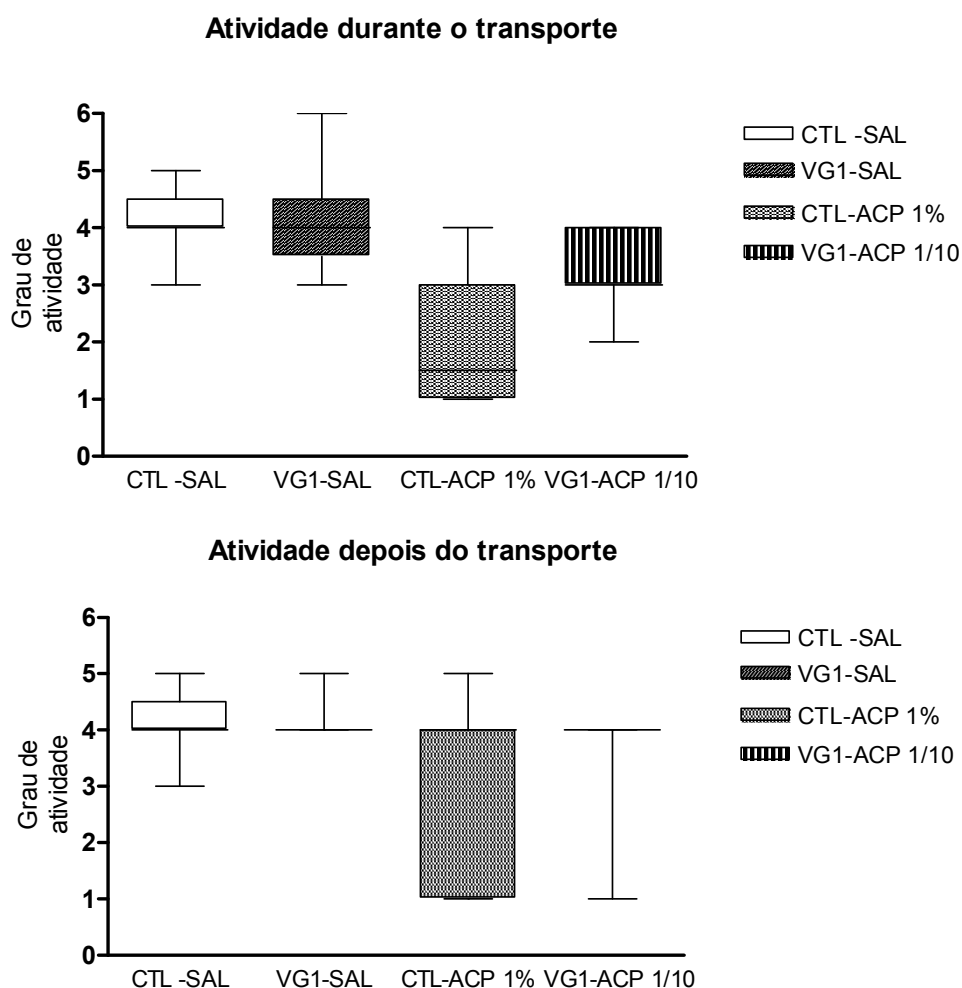 Atividade durante o transporte
6
5
4
3
2
1
0
Grau de
atividade
CTL -SAL
VG1-SAL
CTL-ACP 1%
VG1-ACP 1/10
CTL -SAL
VG1-SAL
CTL-ACP 1%
VG1-ACP 1/10
Atividade depois do transporte
6
5
4
3
2
1
0
Grau de
atividade
CTL -SAL
VG1-SAL
CTL-ACP 1%
VG1-ACP 1/10
CTL -SAL
VG1-SAL
CTL-ACP 1%
VG1-ACP 1/10